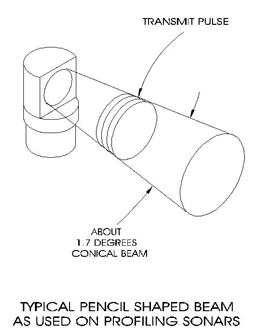 TRANSMIT PULSE
ABOUT
1.7 DEGREES
CONICAL BEAM
TYPICAL PENCIL SHAPED BEAM
AS USED ON PROFILING SONARS